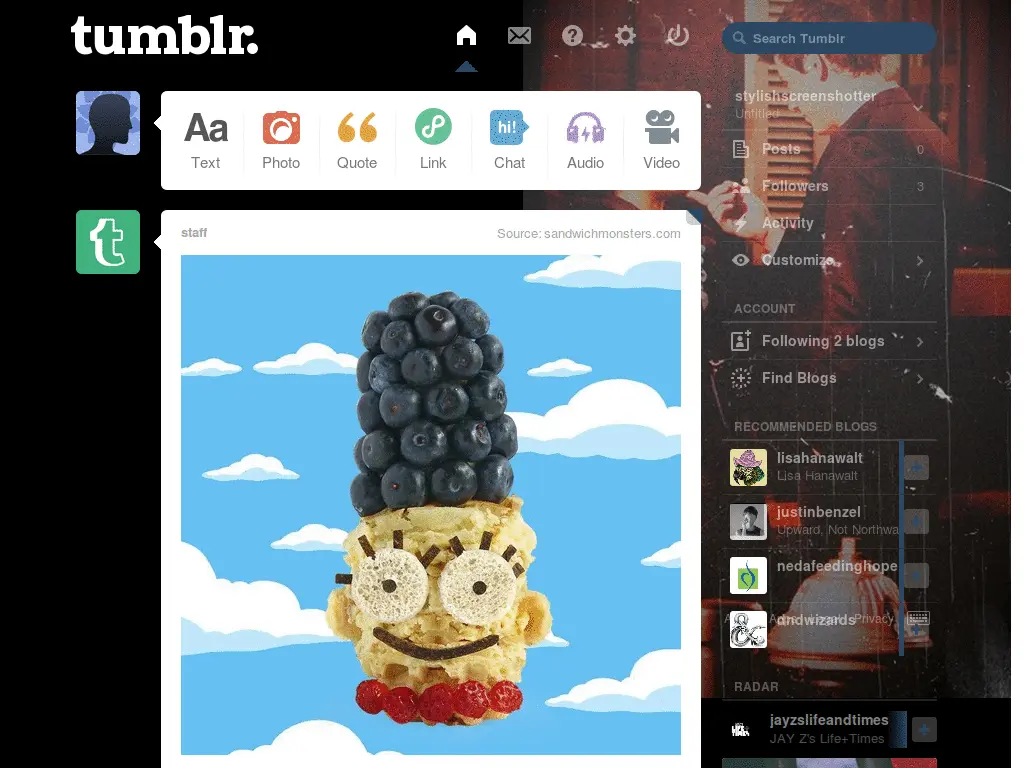 tumblr.
Search Tumblr
Aa
hi!
Text
Photo
Quote
Link
Chat
Audio
Video
staff
Source: sandwichmonsters.com
t
stylishscreenshotter
Untitled
Posts
0
Followers
3
Activity
Customize
ACCOUNT
Following 2 blogs
Find Blogs
RECOMMENDED BLOGS
lisahanawalt
Lisa Hanawalt
justinbenzel
Upward, Not Northwa
nedafeedinghope
dndwizards
Legal
Privacy
RADAR
jayzslifeandtimes
JAY Z's Life+Times